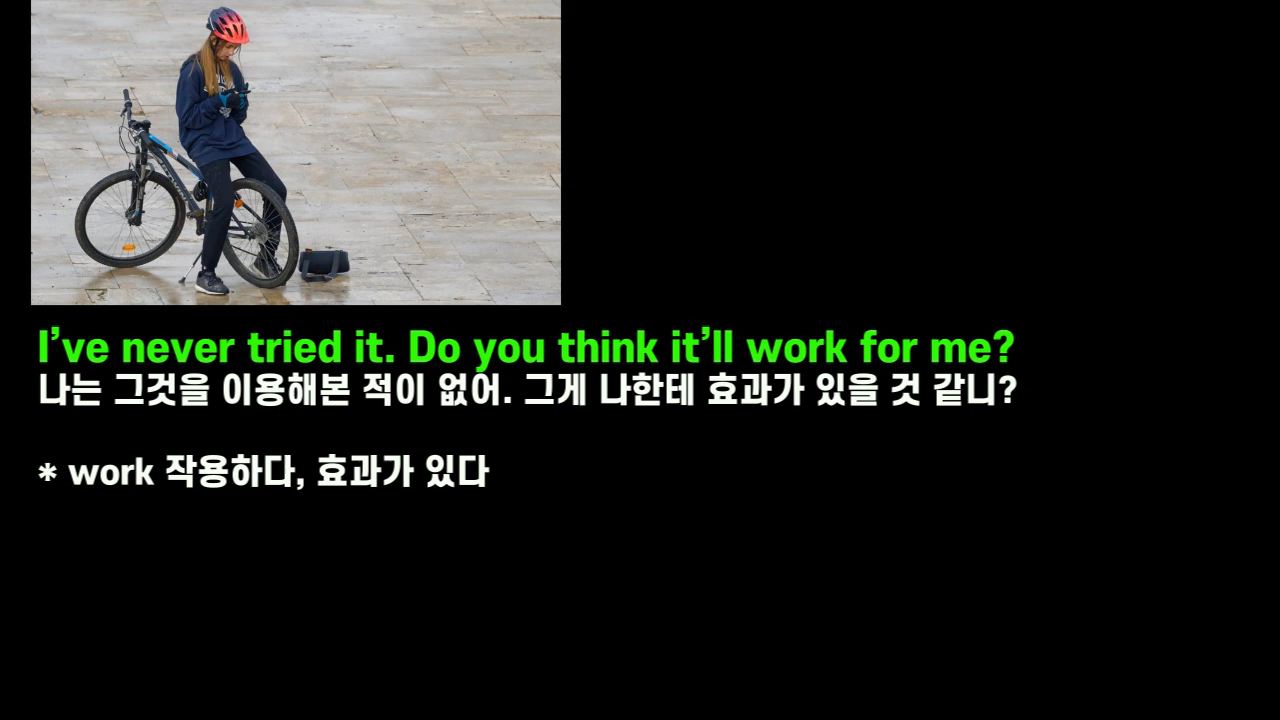 I’ve never tried it. Do you think it’ll work for me?
나는 그것을 이용해본 적이 없어. 그게 나한테 효과가 있을 것 같니?
* work 작용하다, 효과가 있다